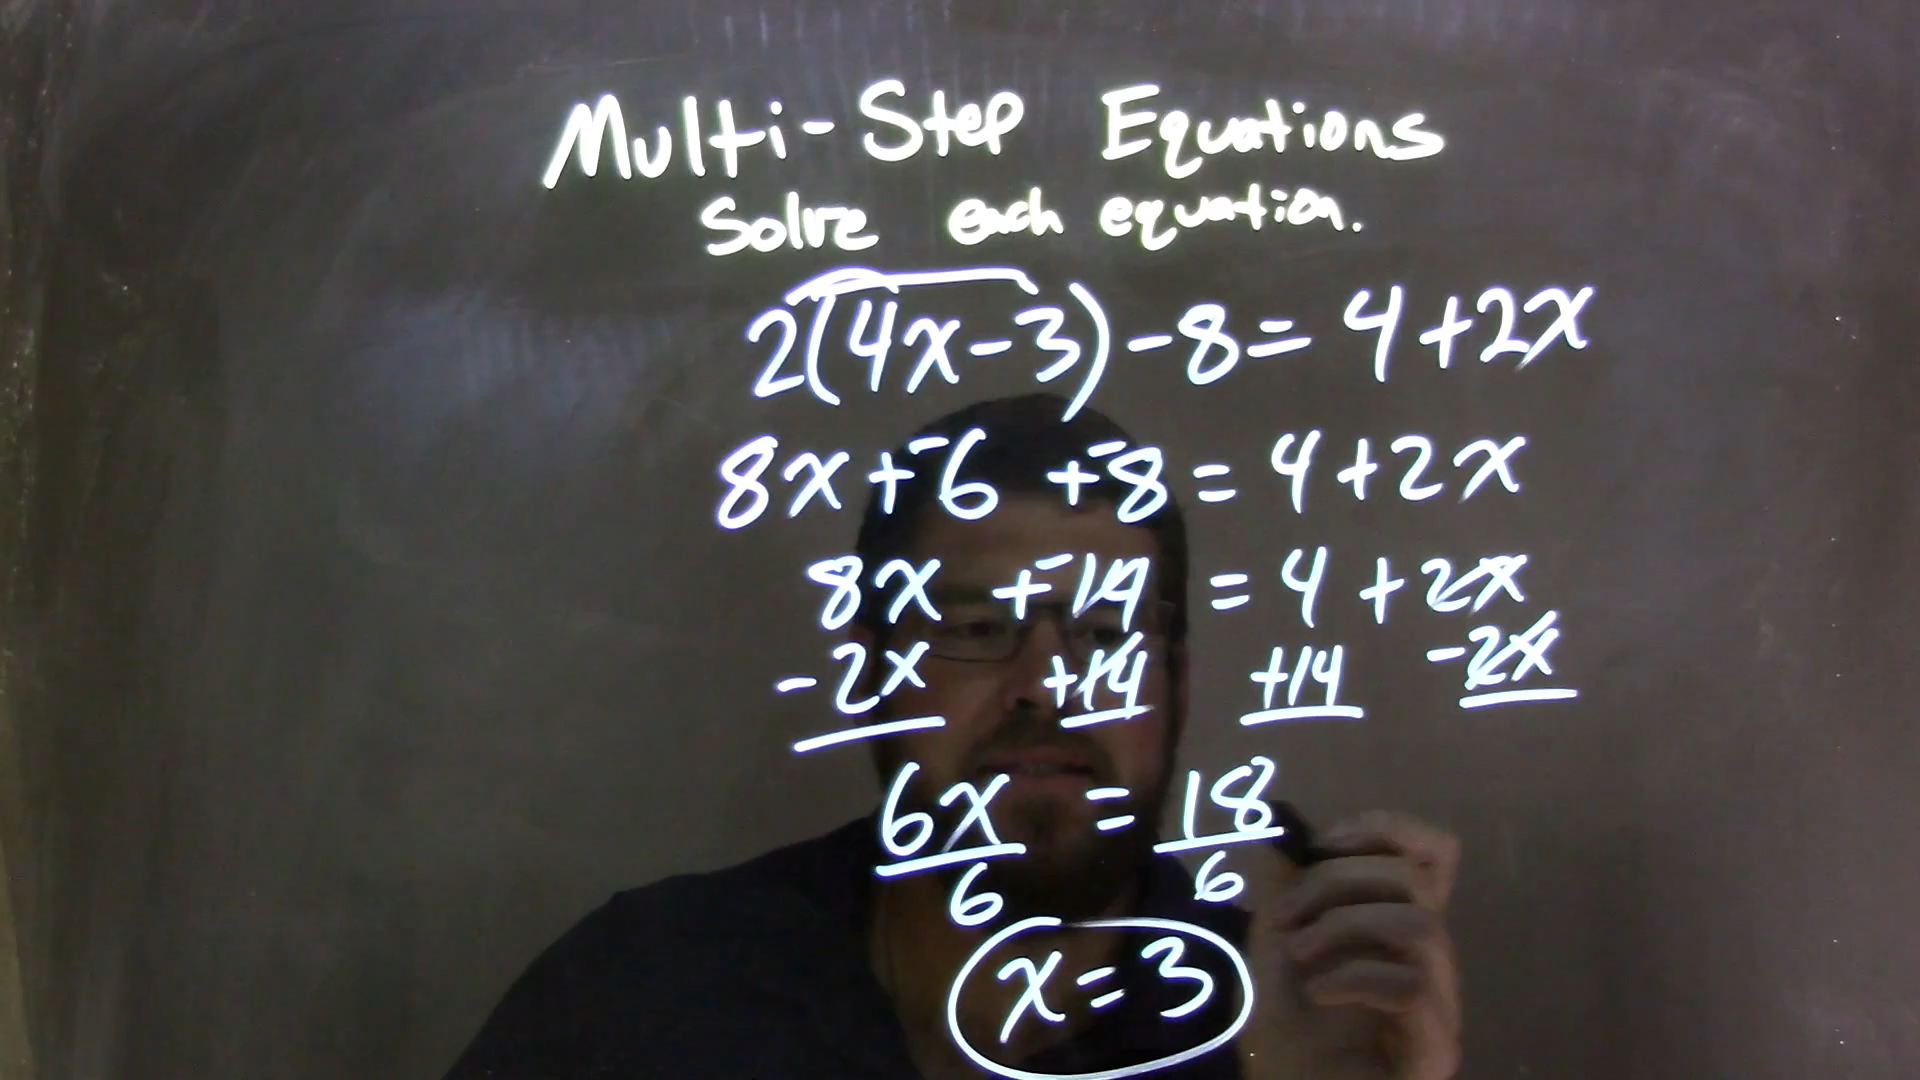 Multi-Step Equations
Solve each equation.
2(4x-3)-8=4+2x
8x+-6 +-8=4+2x
8x +-14 = 4+2x
-2x +14 +14 -2x
6x = 18
6 6
x=3